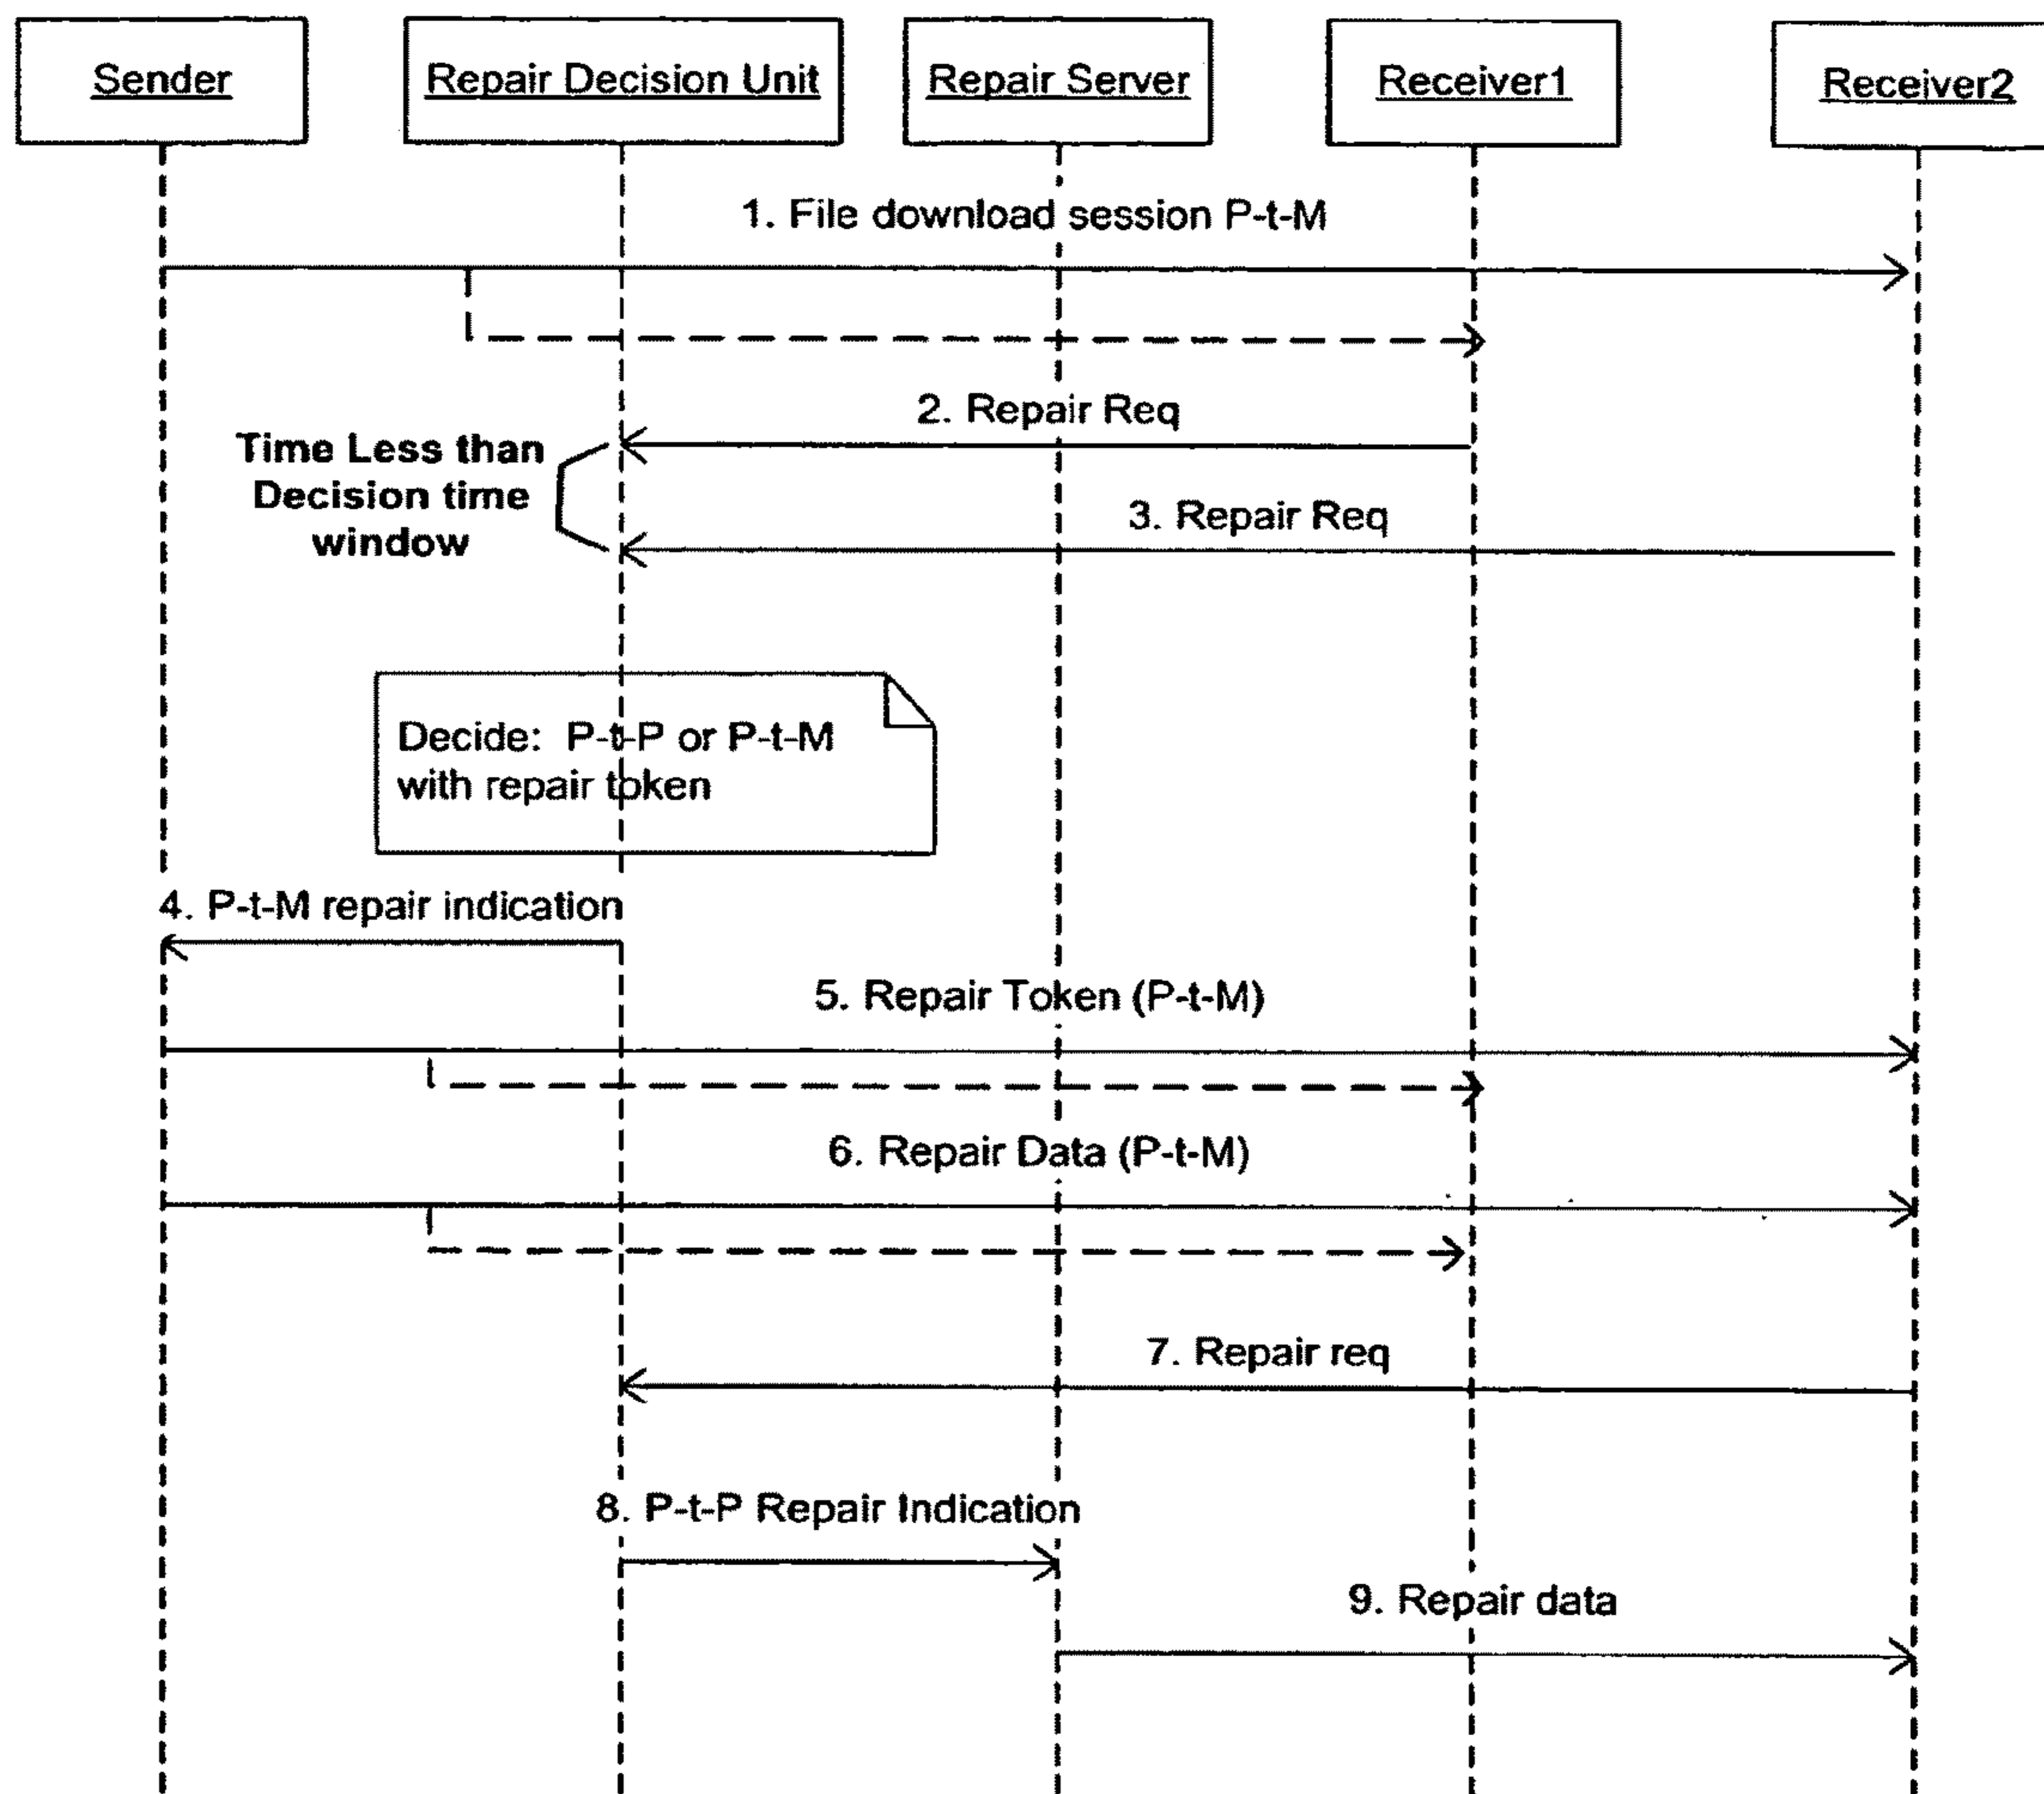 Sender
Repair Decision Unit
Repair Server
Receiver1
Receiver2
1. File download session P-t-M
2. Repair Req
Time Less than
Decision time
window
3. Repair Req
Decide: P-t-P or P-t-M
with repair token
4. P-t-M repair indication
5. Repair Token (P-t-M)
6. Repair Data (P-t-M)
7. Repair req
8. P-t-P Repair Indication
9. Repair data